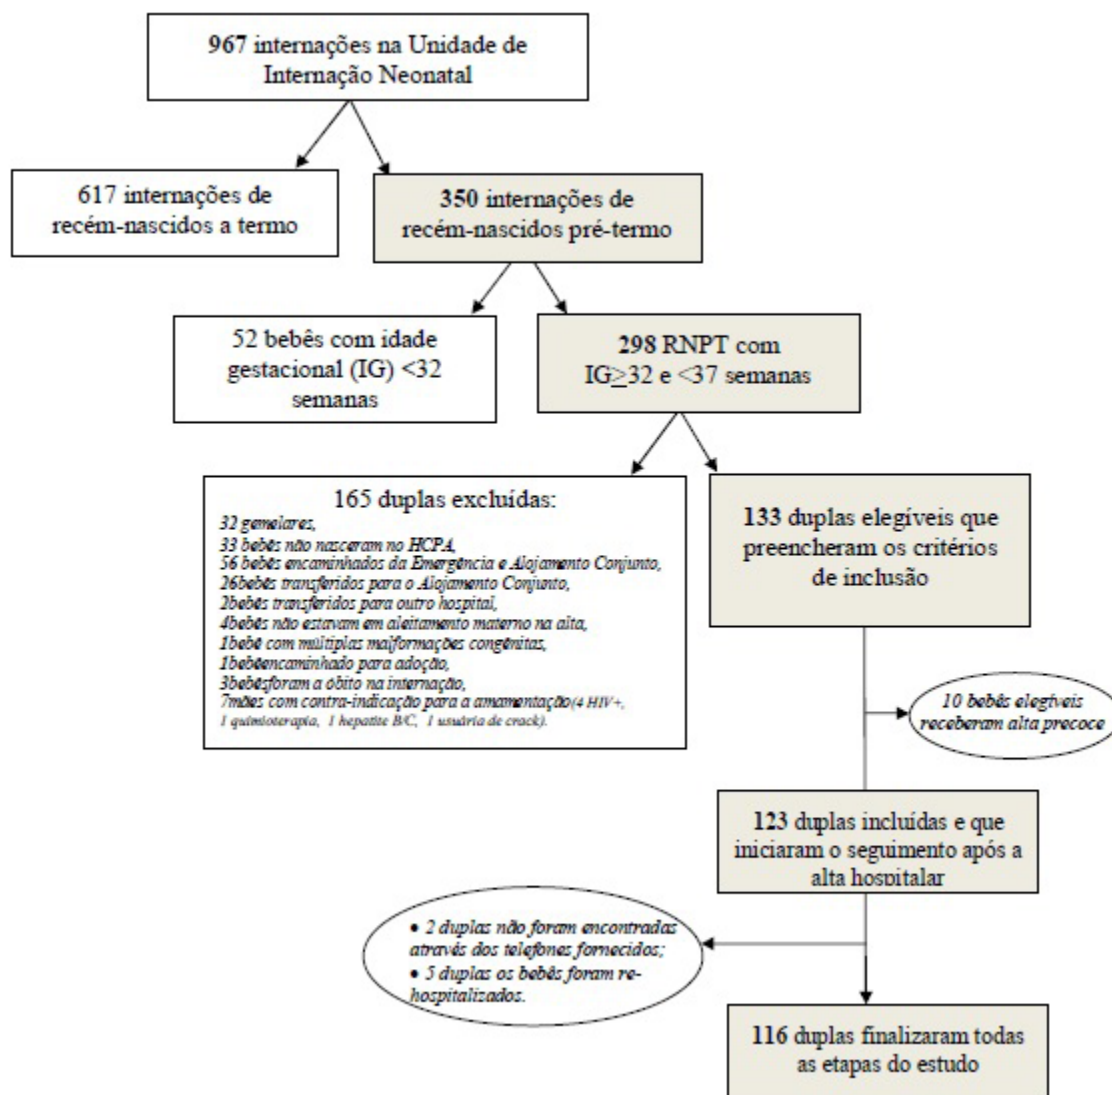 967 internações na Unidade de
Internação Neonatal
617 internações de
recém-nascidos a termo
350 internações de
recém-nascidos pré-termo
52 bebês com idade
gestacional (IG) <32
semanas
298 RNPT com
IG≥32 e <37 semanas
165 duplas excluídas:
32 gemelares,
33 bebês não nasceram no HCPA,
56 bebês encaminhados da Emergência e Alojamento Conjunto,
26bebês transferidos para o Alojamento Conjunto,
2bebês transferidos para outro hospital,
4bebês não estavam em aleitamento materno na alta,
1bebê com múltiplas malformações congênitas,
1bebêencaminhado para adoção,
3bebêsforam a óbito na internação,
7mães com contra-indicação para a amamentação(4 HIV+,
1 quimioterapia, 1 hepatite B/C, 1 usuária de crack).
133 duplas elegíveis que
preencheram os critérios
de inclusão
10 bebês elegíveis
receberam alta precoce
123 duplas incluídas e que
iniciaram o seguimento após a
alta hospitalar
• 2 duplas não foram encontradas
através dos telefones fornecidos;
• 5 duplas os bebês foram re-
hospitalizados.
116 duplas finalizaram todas
as etapas do estudo